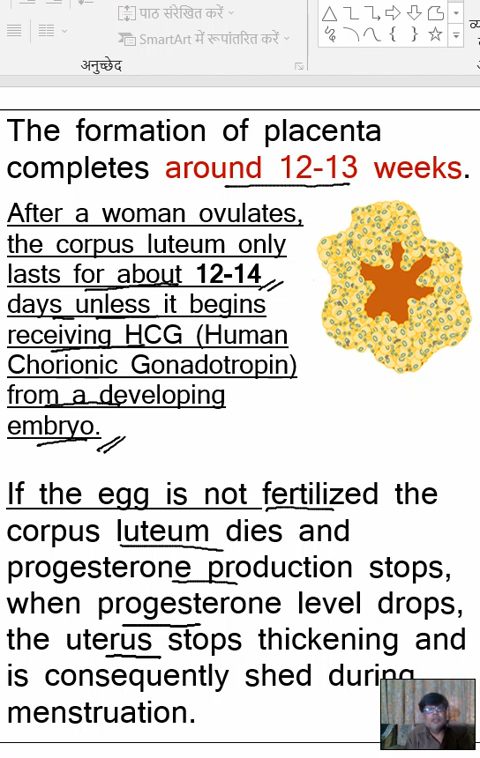 पाठ संरेखित करें
SmartArt में रूपांतरित करें
अनुच्छेद
The formation of placenta
completes around 12-13 weeks.
After a woman ovulates,
the corpus luteum only
lasts for about 12-14
days unless it begins
receiving HCG (Human
Chorionic Gonadotropin)
from a developing
embryo.
If the egg is not fertilized the
corpus luteum dies and
progesterone production stops,
when progesterone level drops,
the uterus stops thickening and
is consequently shed during
menstruation.